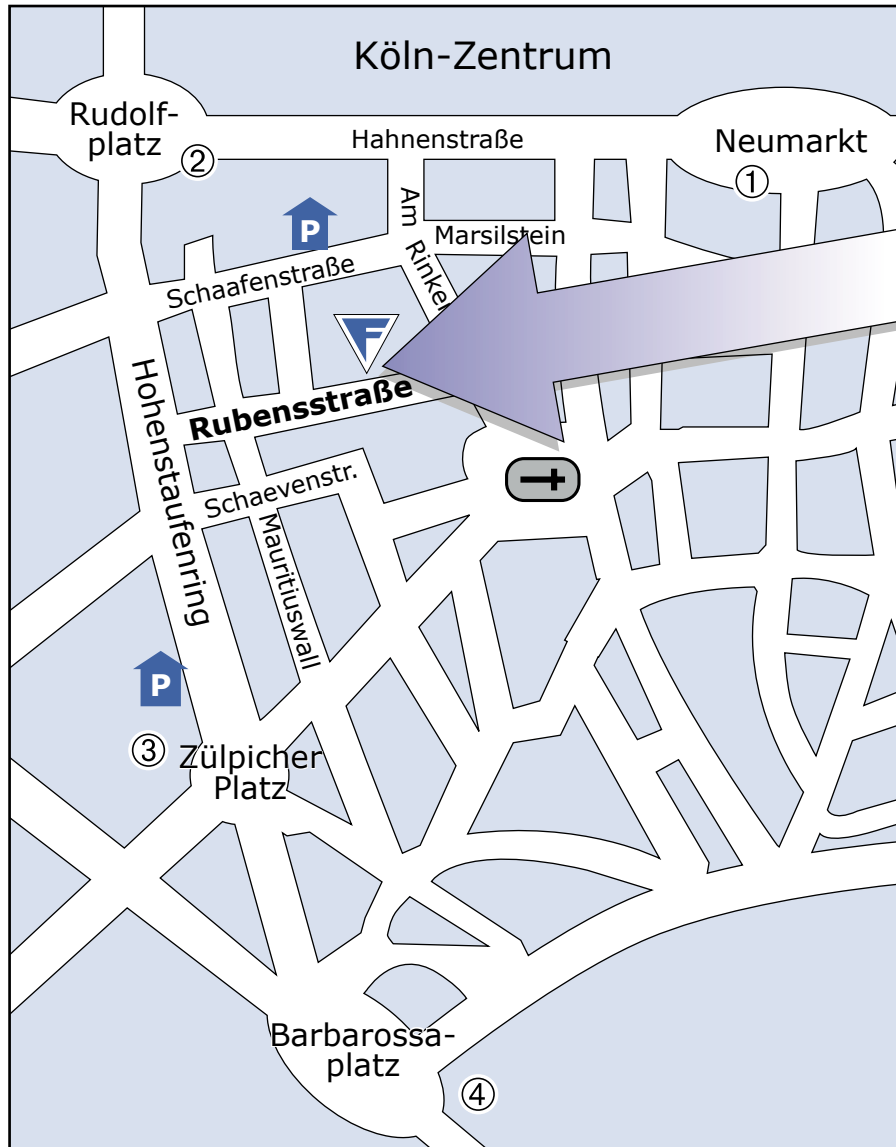 Köln-Zentrum
Rudolf-
platz
②
Hahnenstraße
Neumarkt
①
Am Rinkel
Marsilstein
P
Schaafenstraße
F
Rubensstraße
Hohenstaufenring
Schaevenstr.
Mauritiuswall
P
③
Zülpicher
Platz
Barbarossa-
platz
④